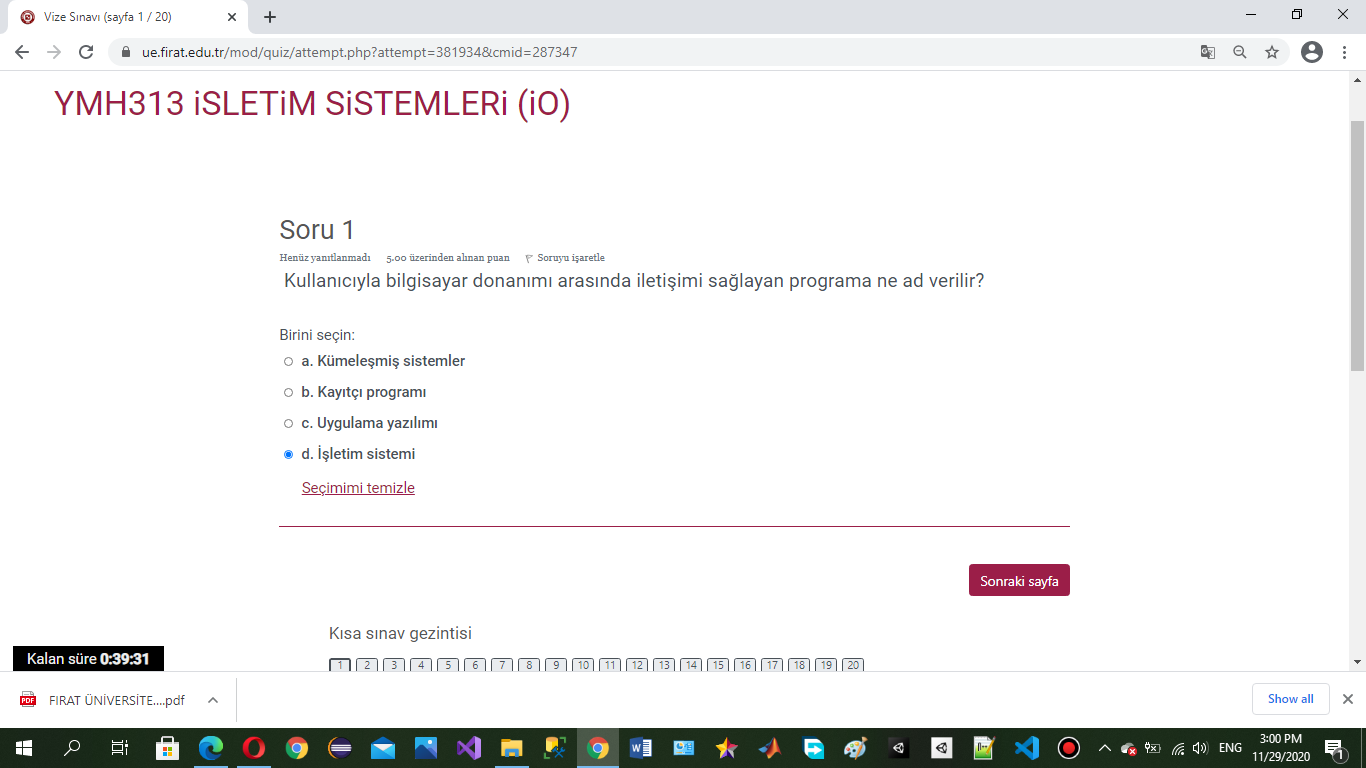 Vize Sınavı (sayfa 1 / 20)
ue.firat.edu.tr/mod/quiz/attempt.php?attempt=381934&cmid=287347
YMH313 iSLETiM SiSTEMLERi (iO)
Soru 1
Henüz yanıtlanmadı 5,00 üzerinden alınan puan Soruyu işaretle
Kullanıcıyla bilgisayar donanımı arasında iletişimi sağlayan programa ne ad verilir?
Birini seçin:
a. Kümeleşmiş sistemler
b. Kayıtçı programı
c. Uygulama yazılımı
d. İşletim sistemi
Seçimimi temizle
Sonraki sayfa
Kısa sınav gezintisi
1 2 3 4 5 6 7 8 9 10 11 12 13 14 15 16 17 18 19 20
Kalan süre 0:39:31
PDF FIRAT ÜNİVERSİTE....pdf
Show all
ENG
3:00 PM
11/29/2020
1